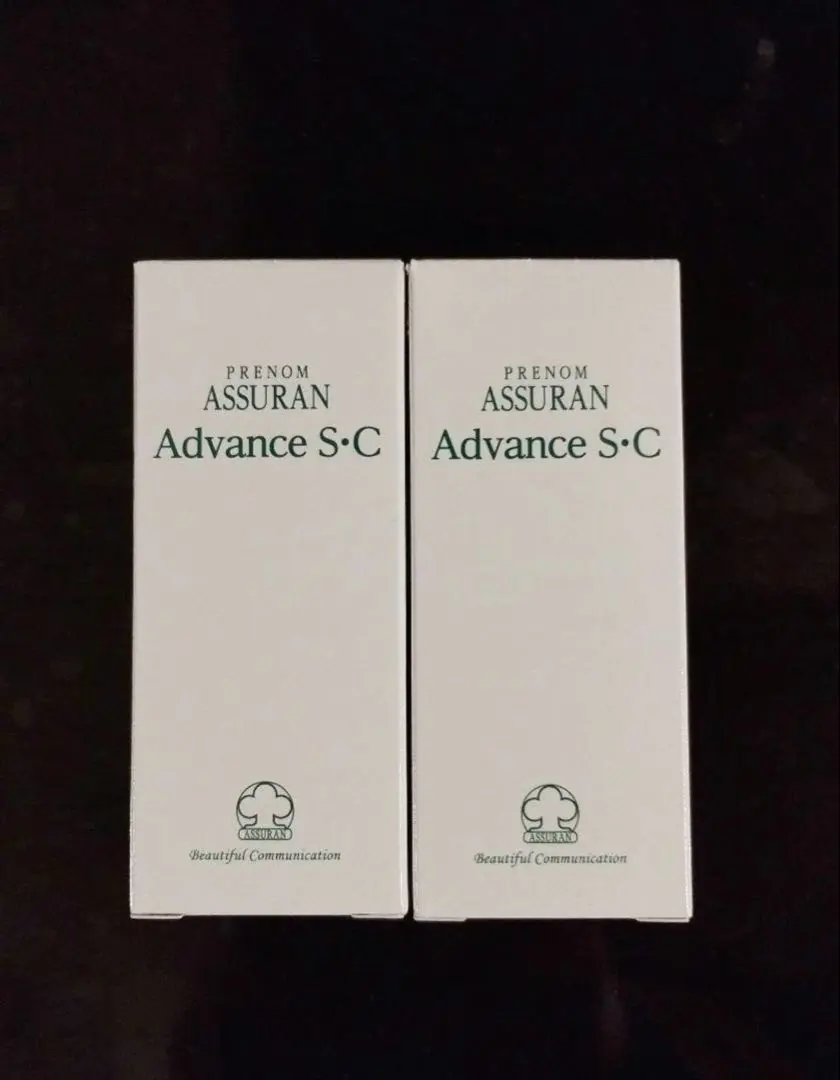 PRENOM
ASSURAN
Advance S•C
ASSURAN
Beautiful Communication
PRENOM
ASSURAN
Advance S•C
ASSURAN
Beautiful Communication